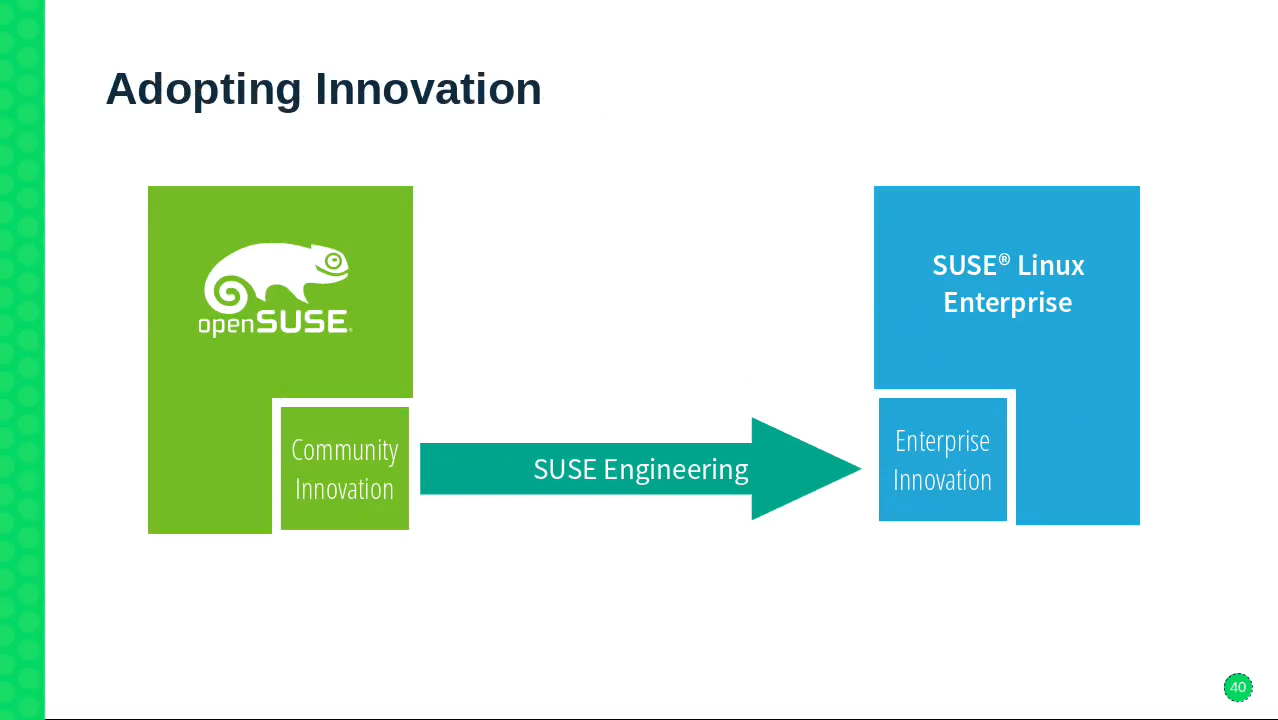 Adopting Innovation
openSUSE
SUSE® Linux
Enterprise
Community
Innovation
SUSE Engineering
Enterprise
Innovation
40